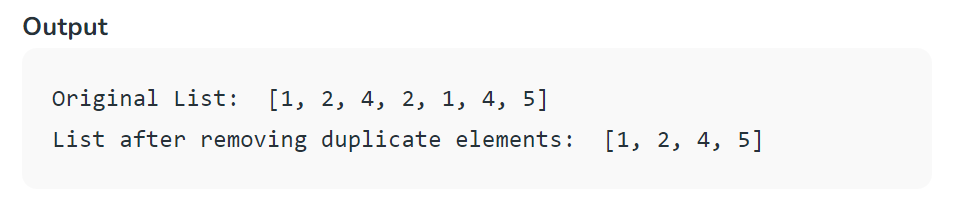 Output
Original List:  [1, 2, 4, 2, 1, 4, 5]
List after removing duplicate elements:  [1, 2, 4, 5]